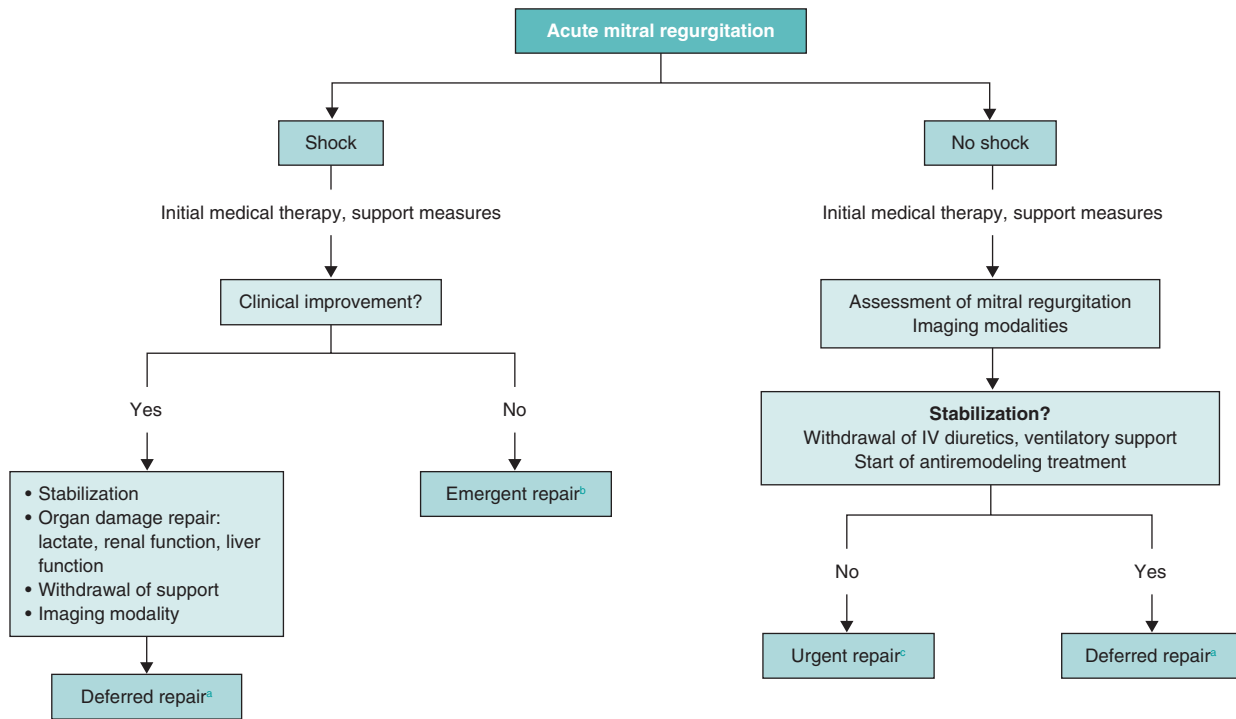 Acute mitral regurgitation
Shock
No shock
Initial medical therapy, support measures
Initial medical therapy, support measures
Clinical improvement?
Assessment of mitral regurgitation
Imaging modalities
Yes
No
Stabilization?
Withdrawal of IV diuretics, ventilatory support
Start of antiremodeling treatment
• Stabilization
• Organ damage repair:
lactate, renal function, liver
function
• Withdrawal of support
• Imaging modality
Emergent repairᵇ
No
Yes
Urgent repairᶜ
Deferred repairᵃ
Deferred repairᵃ